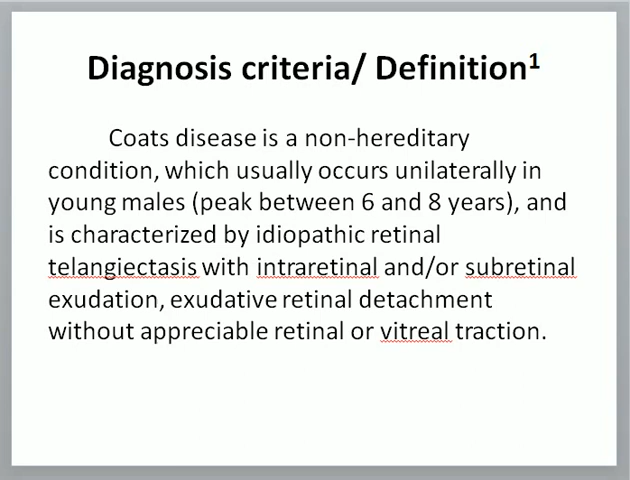 Diagnosis criteria/ Definition¹
Coats disease is a non-hereditary
condition, which usually occurs unilaterally in
young males (peak between 6 and 8 years), and
is characterized by idiopathic retinal
telangiectasis with intraretinal and/or subretinal
exudation, exudative retinal detachment
without appreciable retinal or vitreal traction.